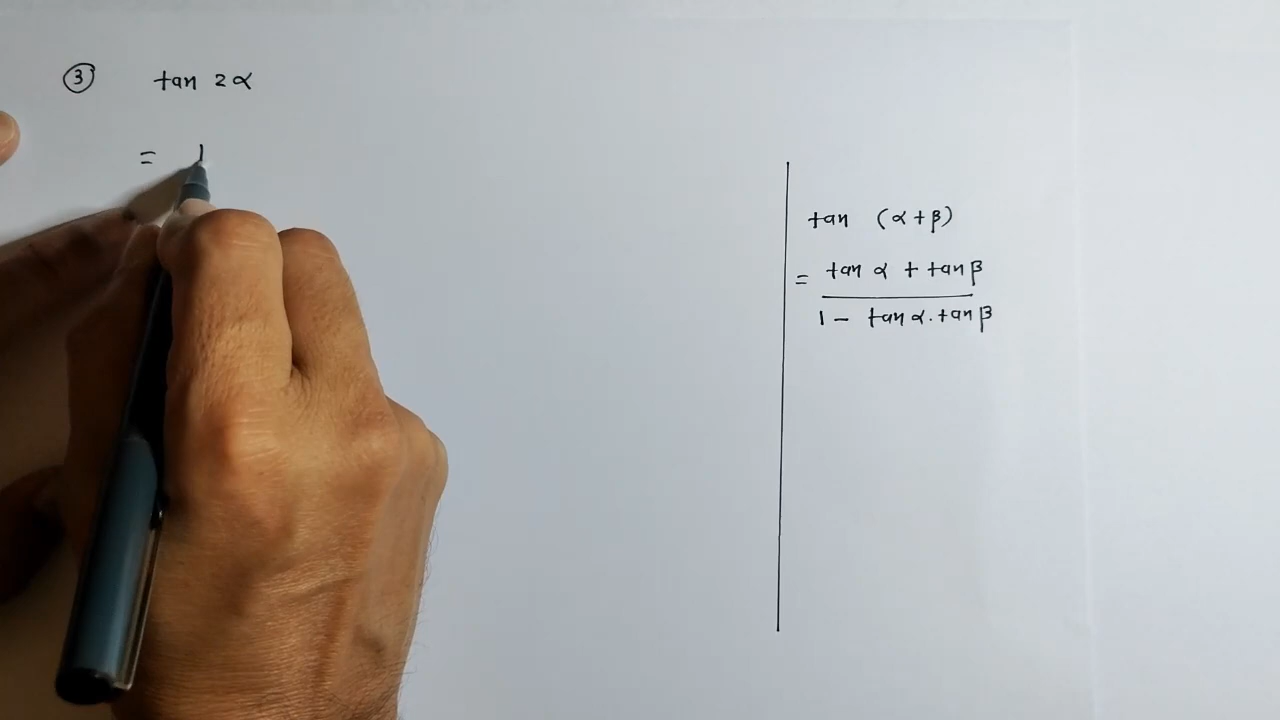 ③ tan 2α
=
tan (α+β)
= tan α + tan β
1 – tan α . tan β